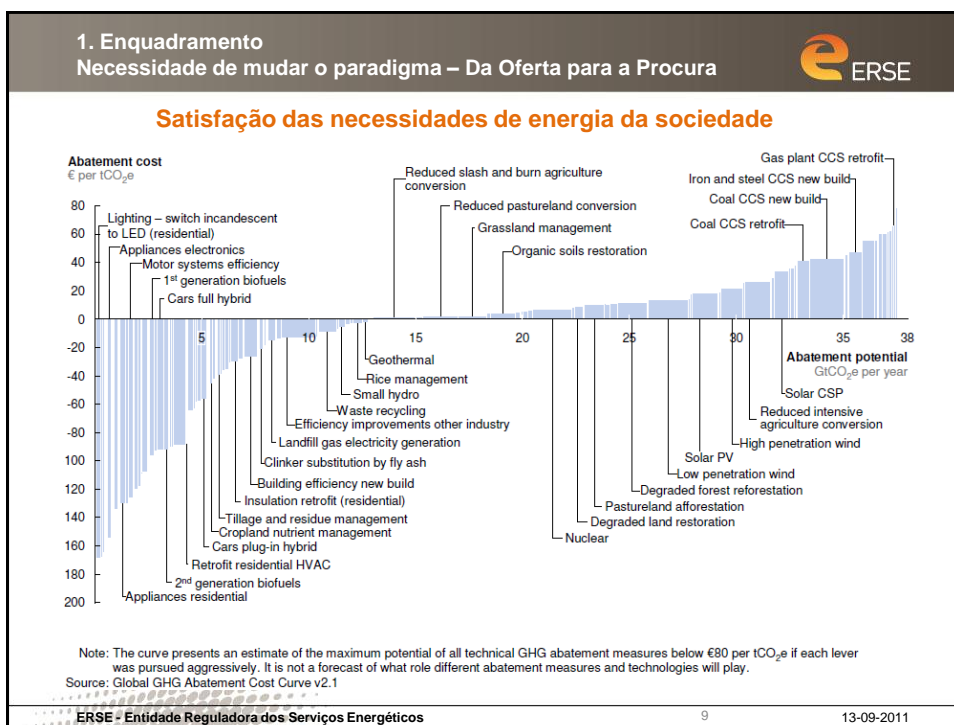 1. Enquadramento
Necessidade de mudar o paradigma – Da Oferta para a Procura
ERSE
Satisfação das necessidades de energia da sociedade
Abatement cost
€ per tCO2e
80
60
40
20
0
-20
-40
-60
-80
100
120
140
160
180
200
Lighting – switch incandescent
to LED (residential)
Appliances electronics
Motor systems efficiency
1st generation biofuels
Cars full hybrid
Reduced slash and burn agriculture
conversion
Reduced pastureland conversion
Grassland management
Organic soils restoration
Gas plant CCS retrofit
Iron and steel CCS new build
Coal CCS new build
Coal CCS retrofit
5
10
15
20
25
30
35
38
Abatement potential
GtCO2e per year
Geothermal
Rice management
Small hydro
Waste recycling
Efficiency improvements other industry
Landfill gas electricity generation
Clinker substitution by fly ash
Building efficiency new build
Insulation retrofit (residential)
Tillage and residue management
Cropland nutrient management
Cars plug-in hybrid
Retrofit residential HVAC
2nd generation biofuels
Appliances residential
Solar CSP
Reduced intensive
agriculture conversion
High penetration wind
Solar PV
Low penetration wind
Degraded forest reforestation
Pastureland afforestation
Degraded land restoration
Nuclear
Note: The curve presents an estimate of the maximum potential of all technical GHG abatement measures below €80 per tCO2e if each lever
was pursued aggressively. It is not a forecast of what role different abatement measures and technologies will play.
Source: Global GHG Abatement Cost Curve v2.1
ERSE - Entidade Reguladora dos Serviços Energéticos
9
13-09-2011